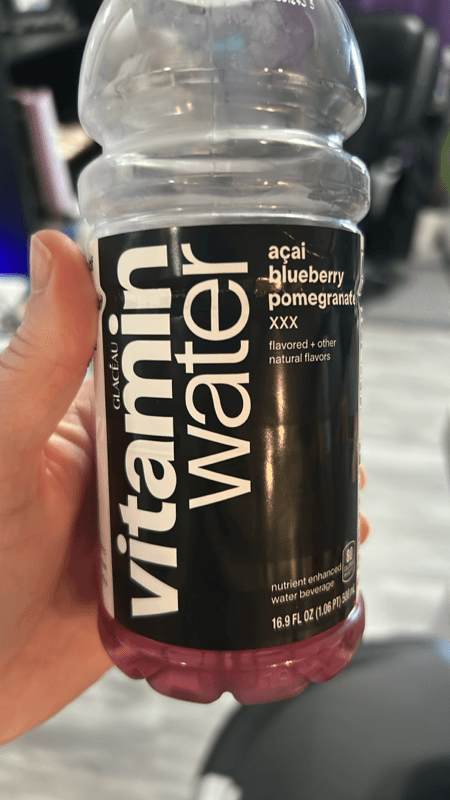 GLACÉAU
vitamin
water
açai
blueberry
pomegranate
XXX
flavored + other
natural flavors
80
nutrient enhanced
water beverage
16.9 FL OZ (1.06 PT)